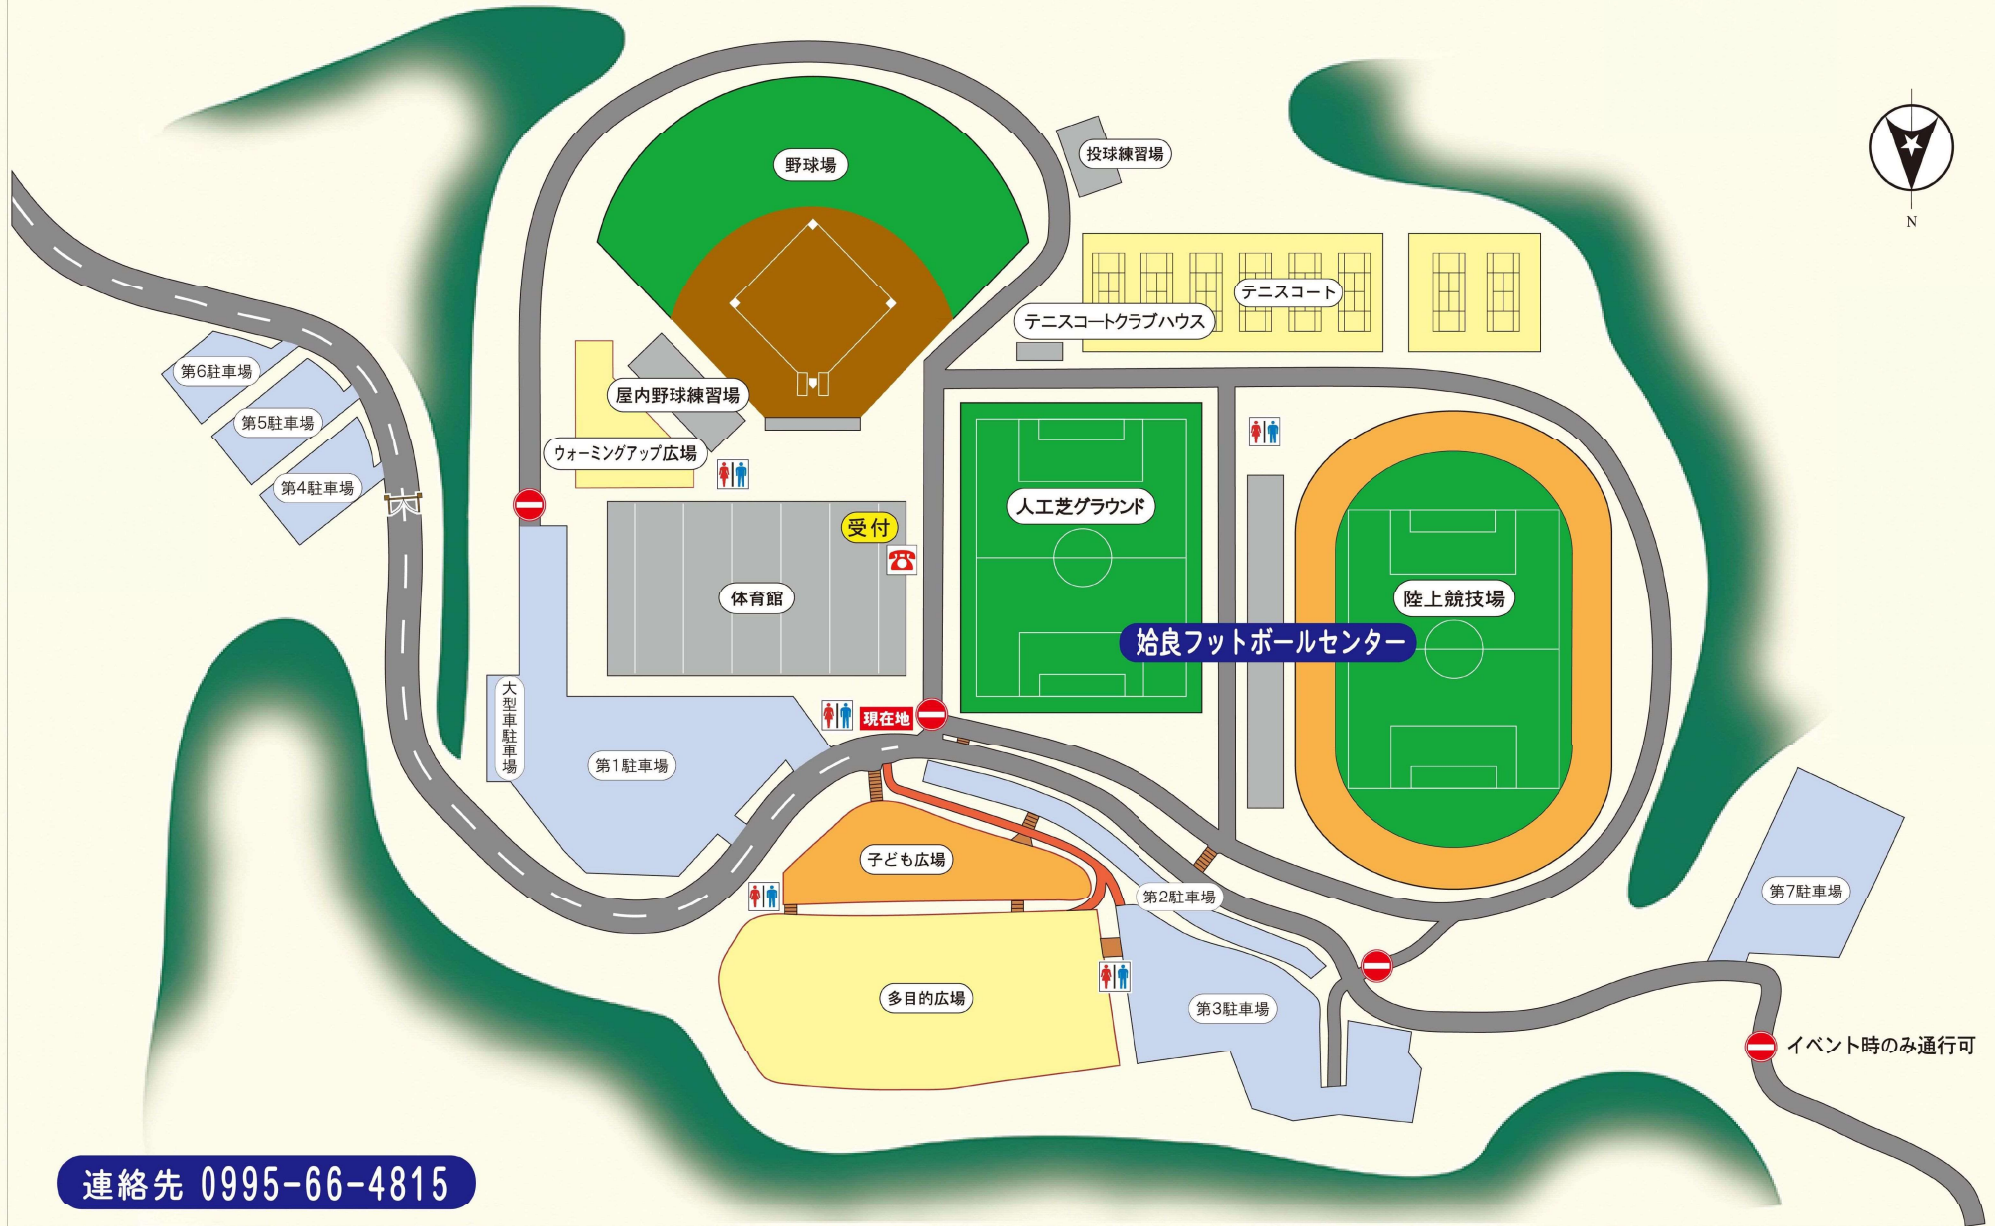 野球場
投球練習場
N
テニスコート
テニスコートクラブハウス
第6駐車場
第5駐車場
第4駐車場
屋内野球練習場
ウォーミングアップ広場
受付
人工芝グラウンド
体育館
陸上競技場
姶良フットボールセンター
大型車駐車場
現在地
第1駐車場
子ども広場
第2駐車場
第7駐車場
多目的広場
第3駐車場
イベント時のみ通行可
連絡先 0995-66-4815